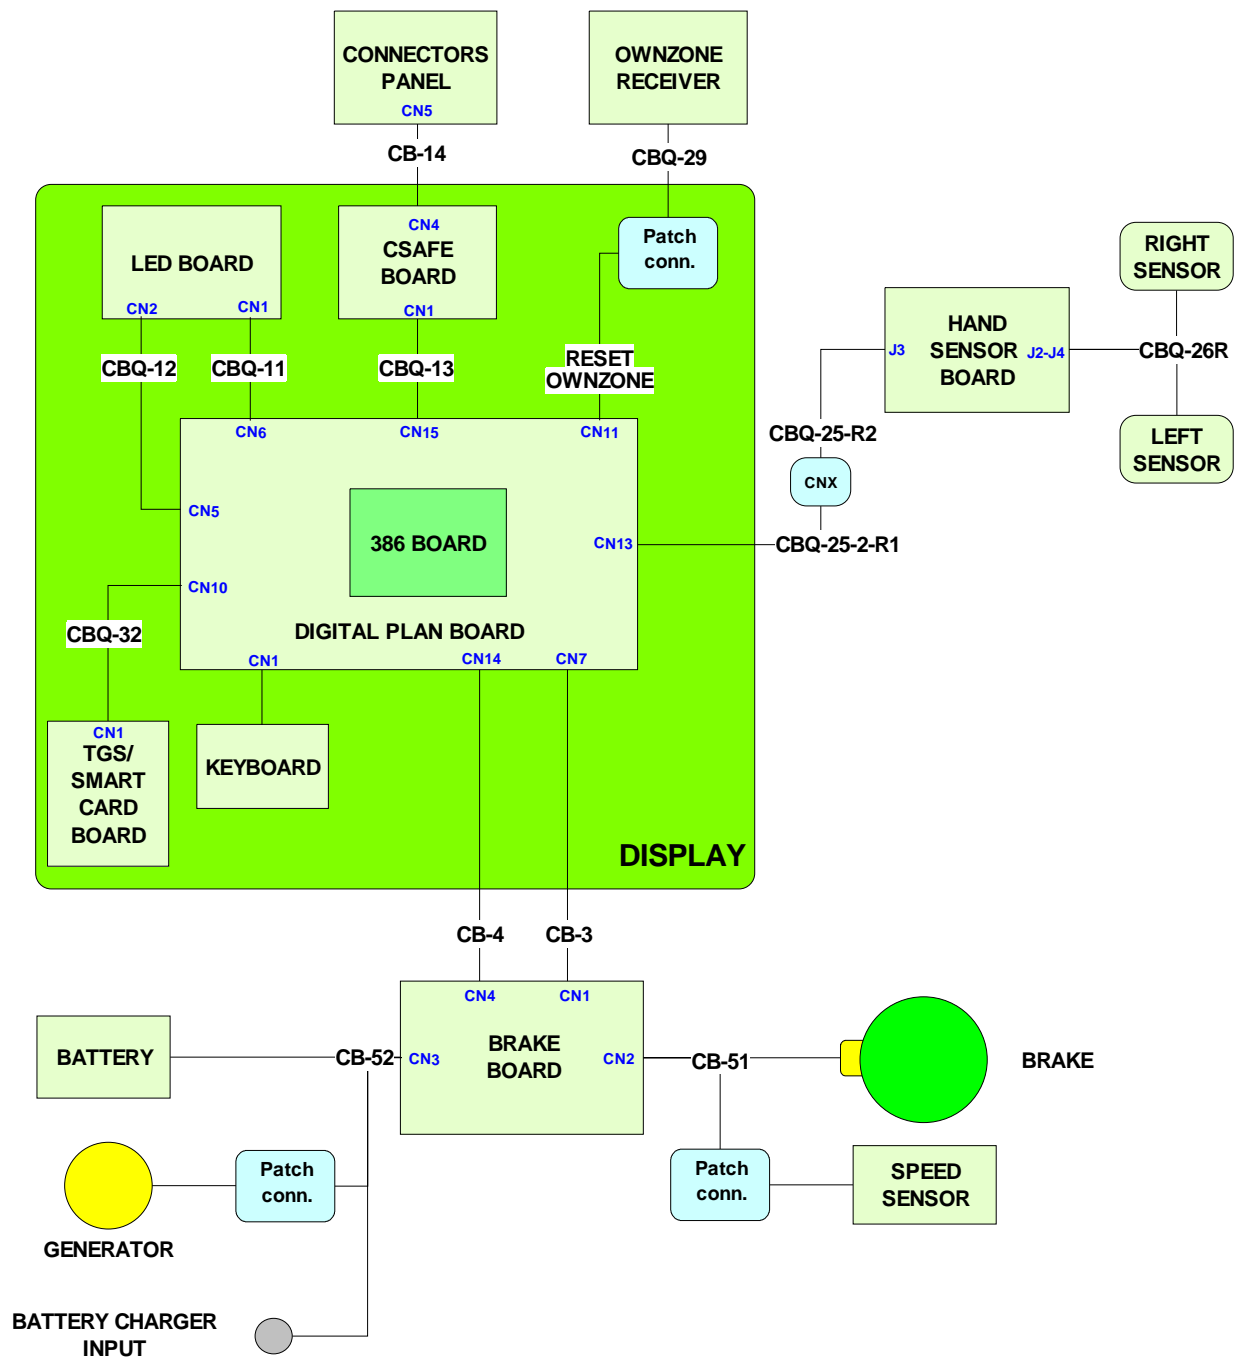 CONNECTORS
PANEL
CN5
OWNZONE
RECEIVER
CB-14
CBQ-29
LED BOARD
CN2
CN1
CN4
CSAFE
BOARD
CN1
Patch
conn.
RIGHT
SENSOR
HAND
SENSOR
BOARD
J3
J2-J4
CBQ-26R
LEFT
SENSOR
CBQ-12
CBQ-11
CBQ-13
RESET
OWNZONE
CBQ-25-R2
CNX
CBQ-25-2-R1
CN6
CN15
CN11
CN5
CN13
CN10
386 BOARD
DIGITAL PLAN BOARD
CN1
CN14
CN7
CBQ-32
CN1
TGS/
SMART
CARD
BOARD
KEYBOARD
DISPLAY
CB-4
CB-3
CN4
CN1
BRAKE
BOARD
CN3
CN2
BATTERY
CB-52
CB-51
BRAKE
Patch
conn.
GENERATOR
Patch
conn.
SPEED
SENSOR
BATTERY CHARGER
INPUT